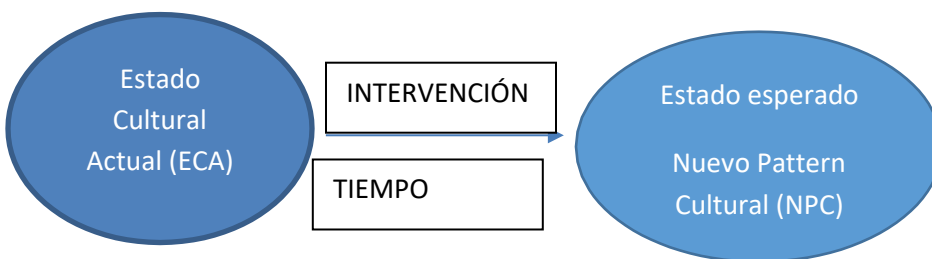 Estado
Cultural
Actual (ECA)
INTERVENCIÓN
TIEMPO
Estado esperado
Nuevo Pattern
Cultural (NPC)